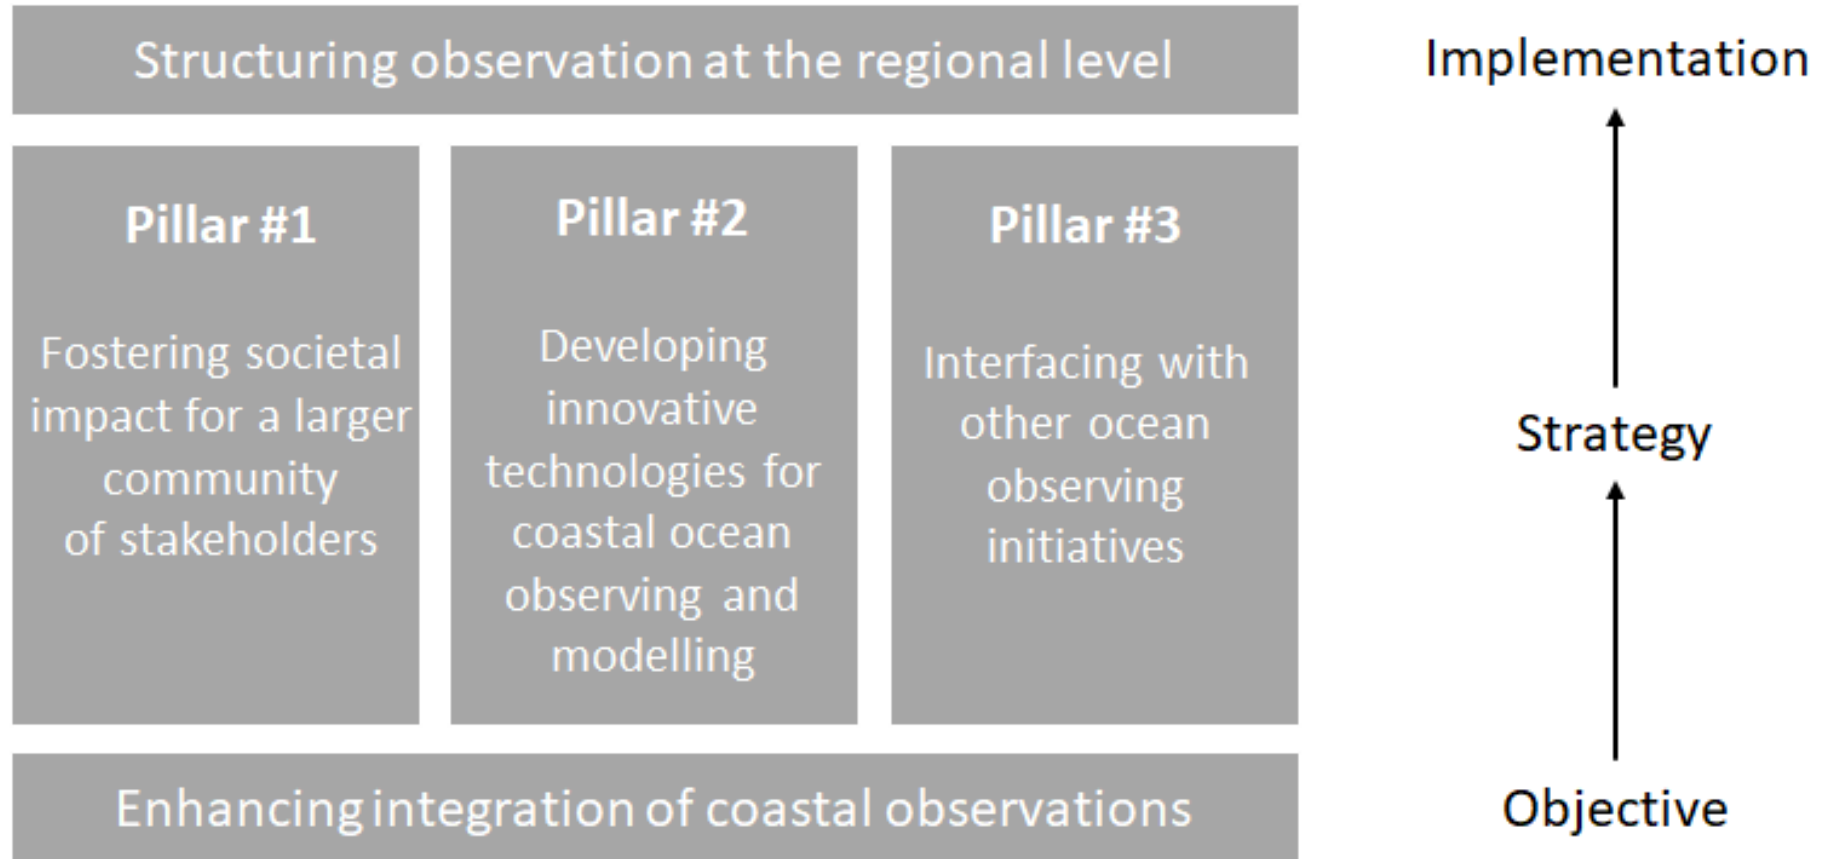 Structuring observation at the regional level
Implementation
Pillar #1
Fostering societal
impact for a larger
community
of stakeholders
Pillar #2
Developing
innovative
technologies for
coastal ocean
observing and
modelling
Pillar #3
Interfacing with
other ocean
observing
initiatives
Strategy
Enhancing integration of coastal observations
Objective